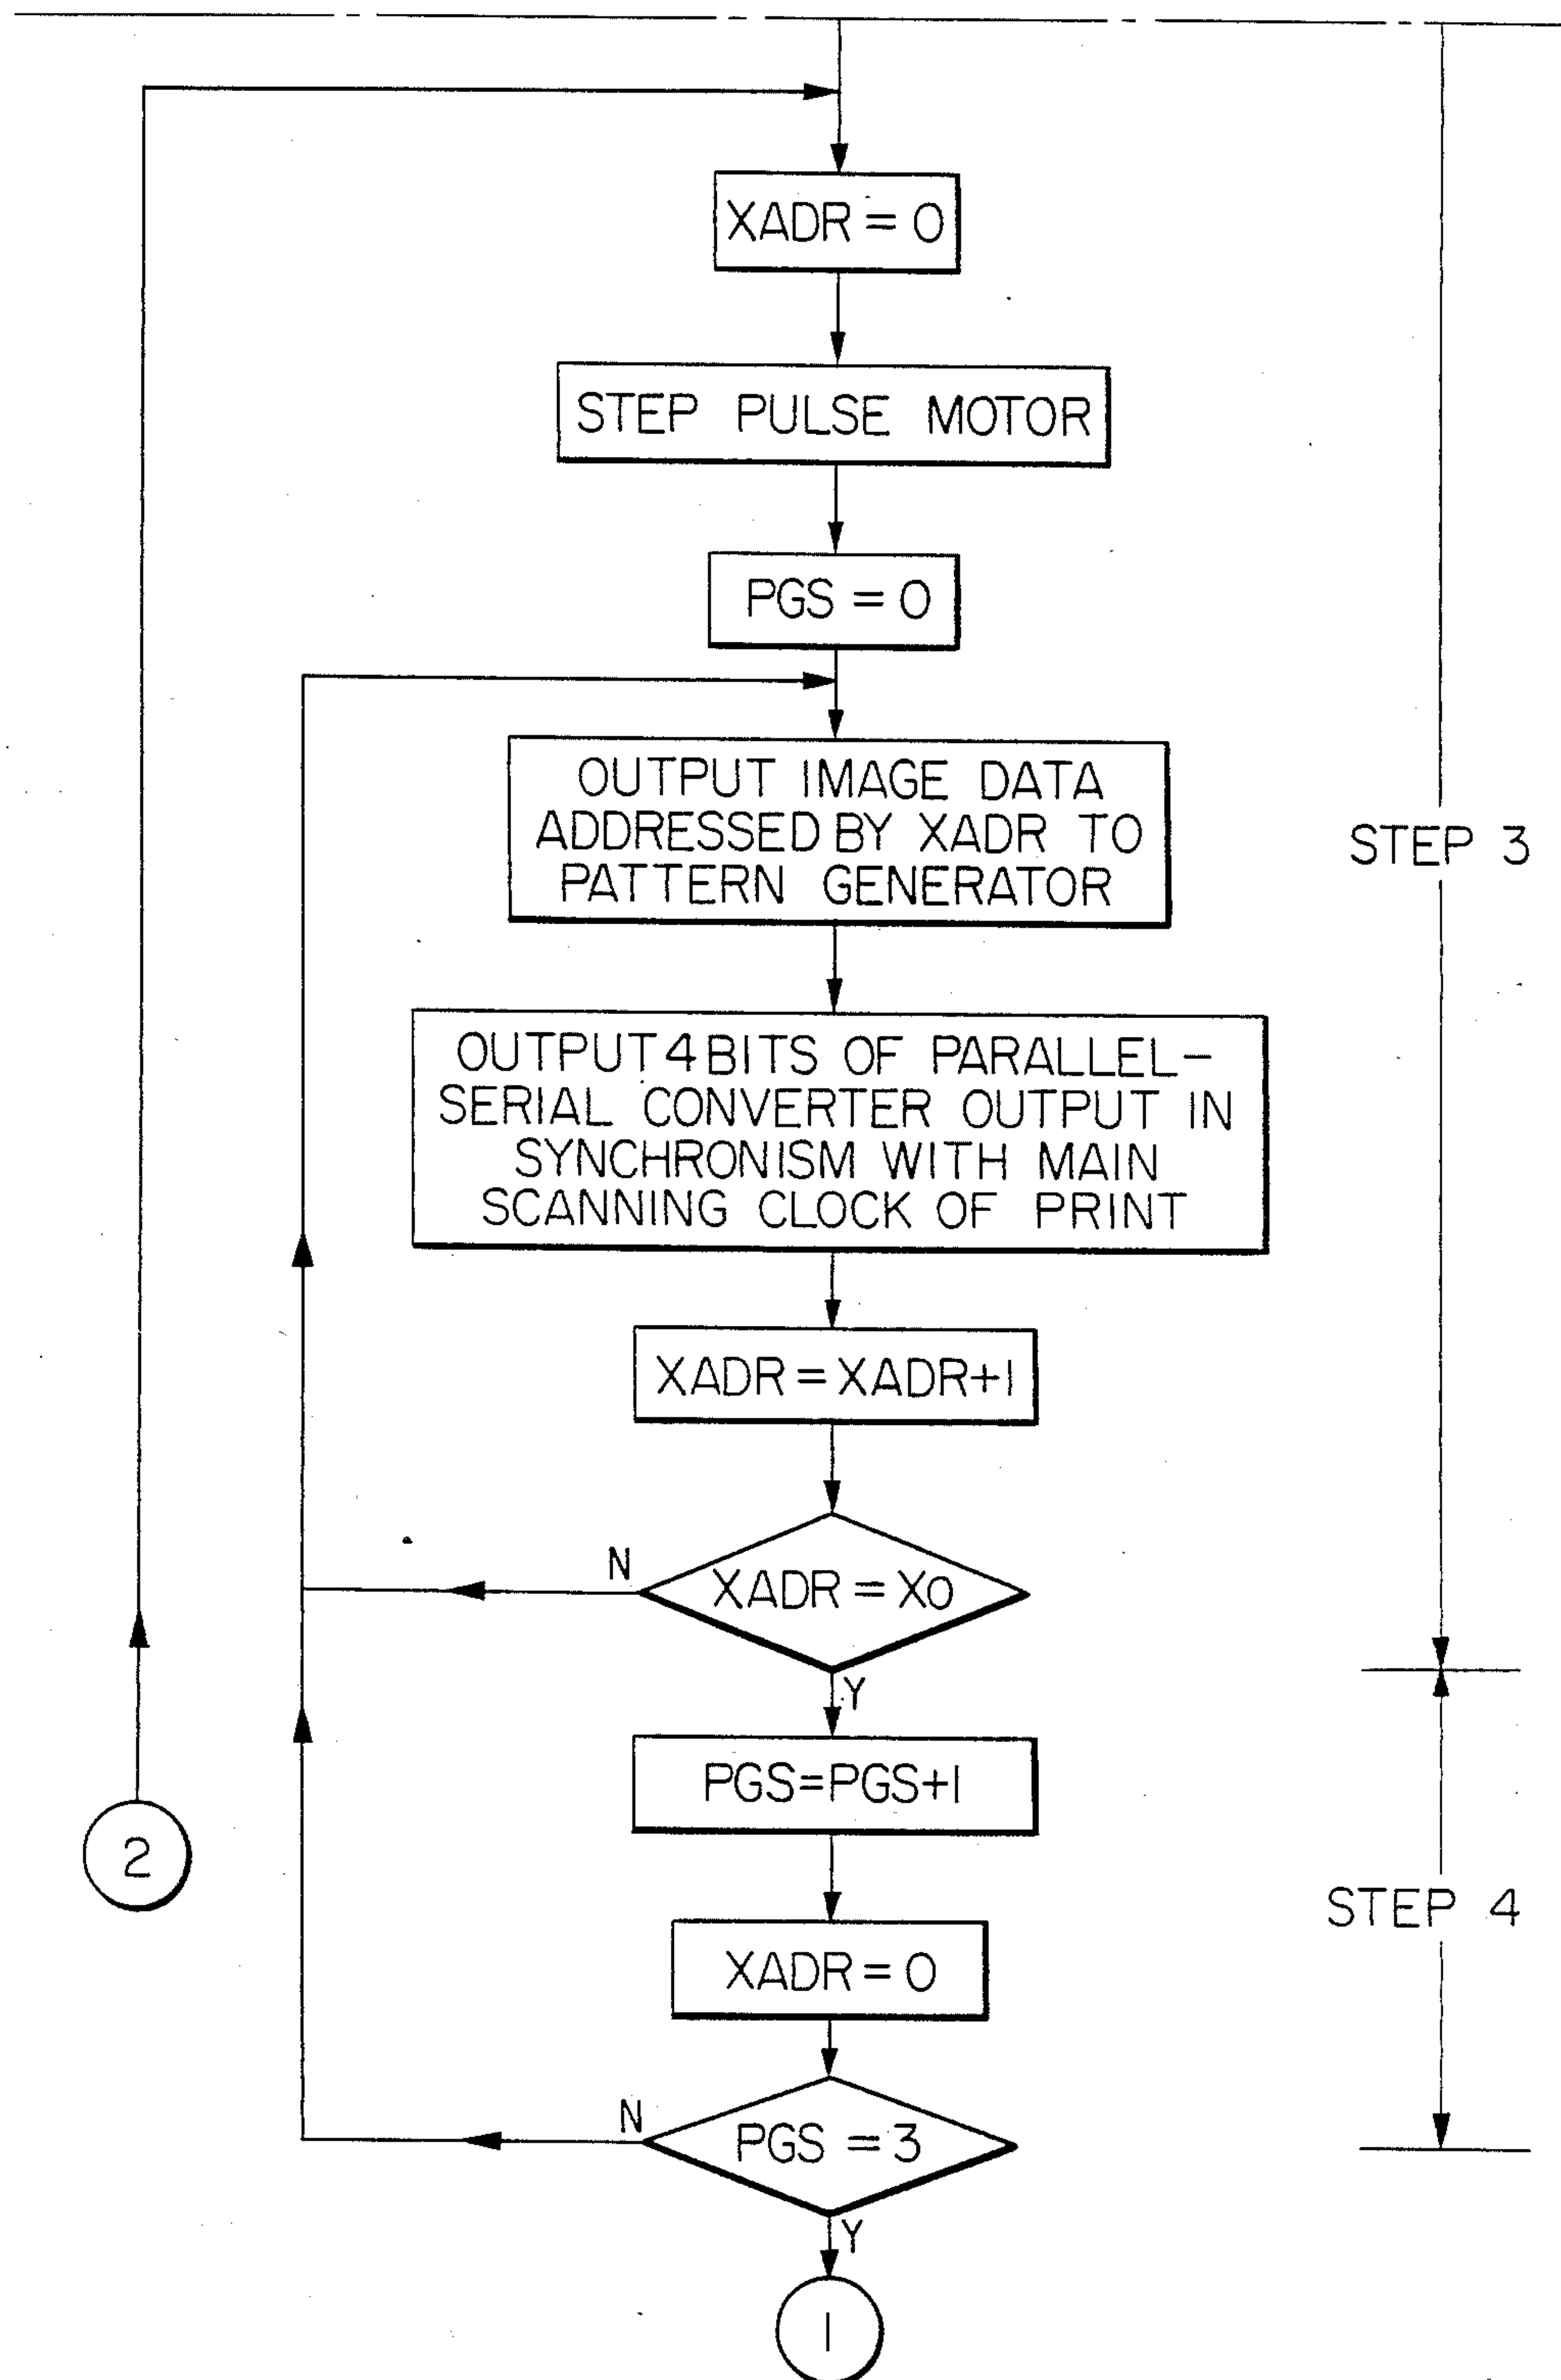 XADR = 0
STEP PULSE MOTOR
PGS = 0
OUTPUT IMAGE DATA
ADDRESSED BY XADR TO
PATTERN GENERATOR
STEP 3
OUTPUT 4 BITS OF PARALLEL-
SERIAL CONVERTER OUTPUT IN
SYNCHRONISM WITH MAIN
SCANNING CLOCK OF PRINT
XADR = XADR+1
N
XADR = X0
Y
PGS=PGS+1
2
STEP 4
XADR = 0
N
PGS = 3
Y
1